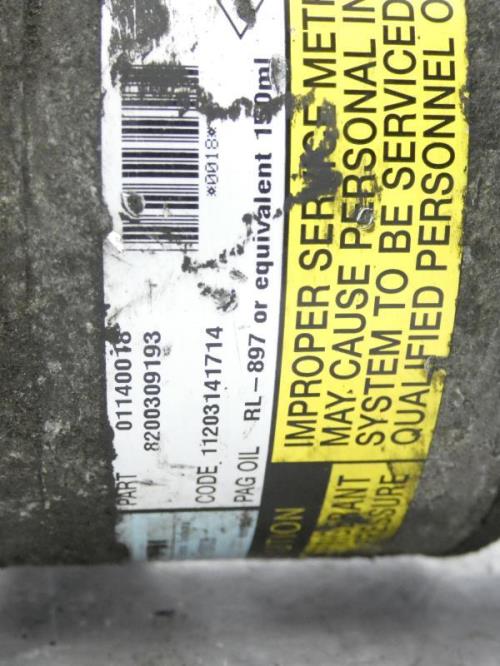 *0018*
PART 01140018
8200309193
CODE. 11203141714
PAG OIL RL-897 or equivalent 150ml
IMPROPER SERVICE METH
MAY CAUSE PERSONAL IN
SYSTEM TO BE SERVICED
QUALIFIED PERSONNEL O